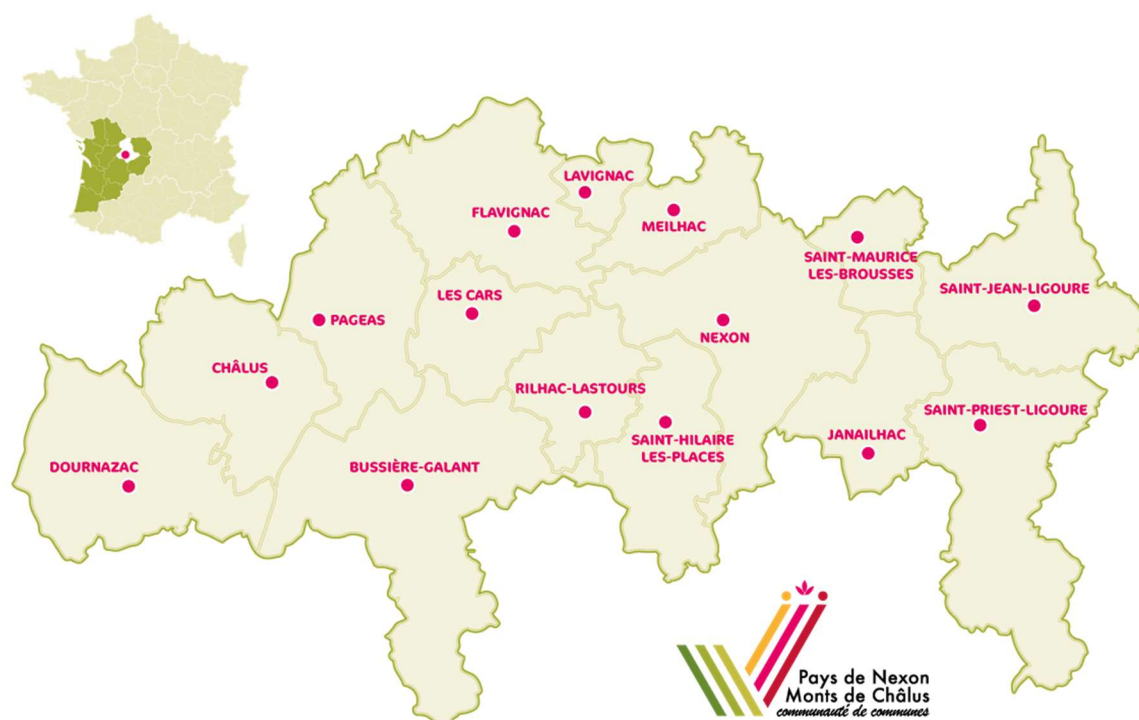 LAVIGNAC
FLAVIGNAC
MEILHAC
SAINT-MAURICE
LES-BROUSSES
SAINT-JEAN-LIGOURE
LES CARS
PAGEAS
NEXON
CHÂLUS
RILHAC-LASTOURS
SAINT-PRIEST-LIGOURE
SAINT-HILAIRE
LES-PLACES
JANAILHAC
DOURNAZAC
BUSSIÈRE-GALANT
Pays de Nexon
Monts de Châlus
communauté de communes